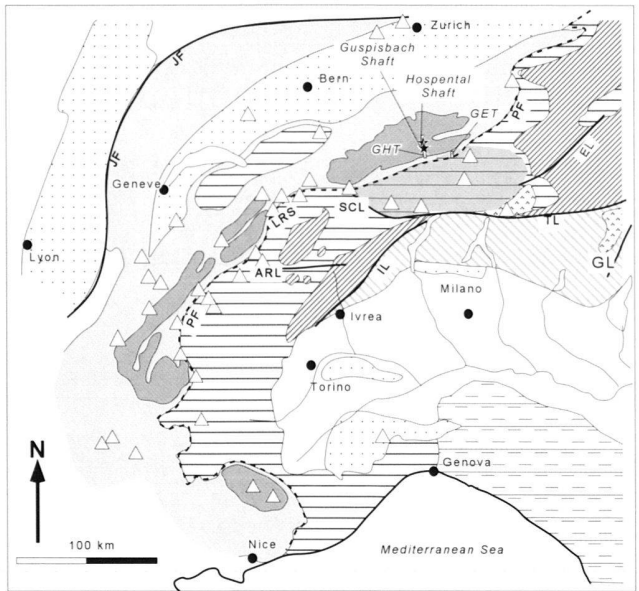 Zurich
Guspisbach
Shaft
JF
Bern
Hospental
Shaft
GET
PF
JF
GHT
EL
Geneve
LRS
SCL
TL
Lyon
ARL
IL
GL
Milano
PF
Ivrea
Torino
N
Genova
100 km
Nice
Mediterranean Sea